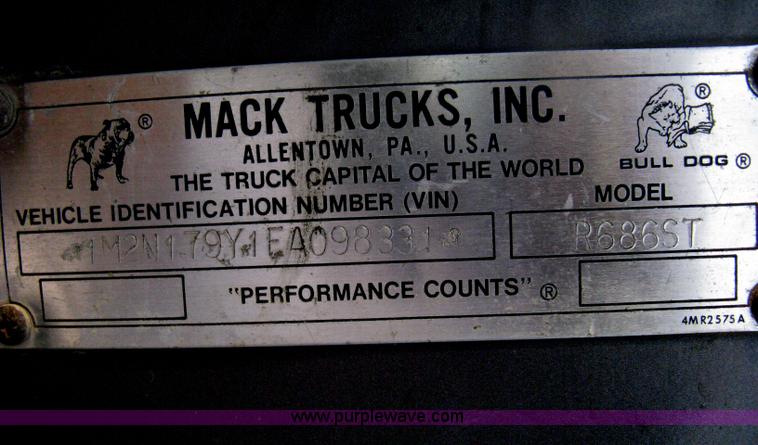 MACK TRUCKS, INC.
ALLENTOWN, PA., U.S.A.
THE TRUCK CAPITAL OF THE WORLD
BULL DOG ®
VEHICLE IDENTIFICATION NUMBER (VIN)
MODEL
1M2N179Y1EA098331
R686ST
"PERFORMANCE COUNTS" ®
4MR2575A
www.purplewave.com